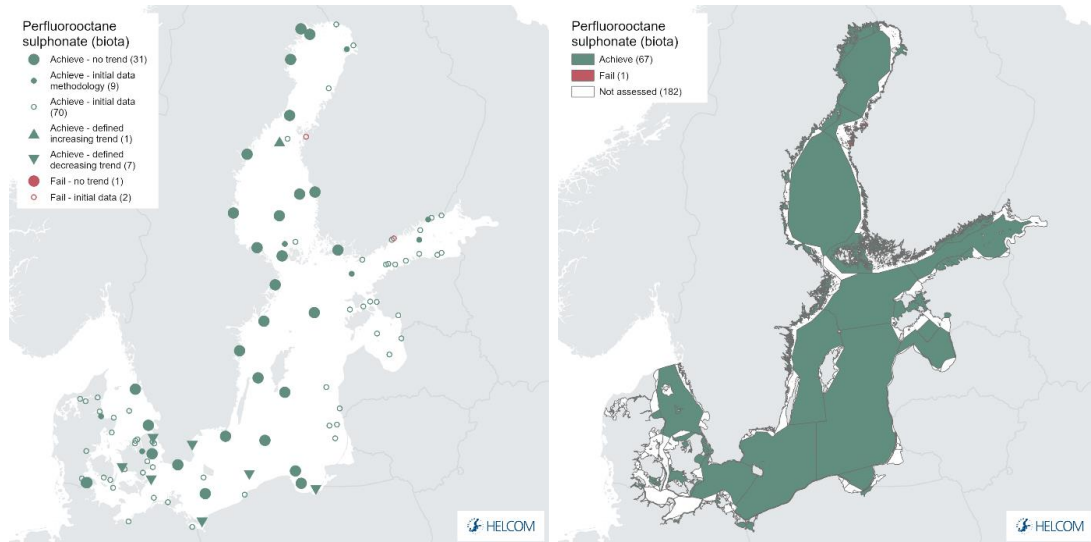 Perfluorooctane
sulphonate (biota)
Achieve - no trend (31)
Achieve - initial data
methodology (9)
Achieve - initial data
(70)
Achieve - defined
increasing trend (1)
Achieve - defined
decreasing trend (7)
Fail - no trend (1)
Fail - initial data (2)
HELCOM
Perfluorooctane
sulphonate (biota)
Achieve (67)
Fail (1)
Not assessed (182)
HELCOM